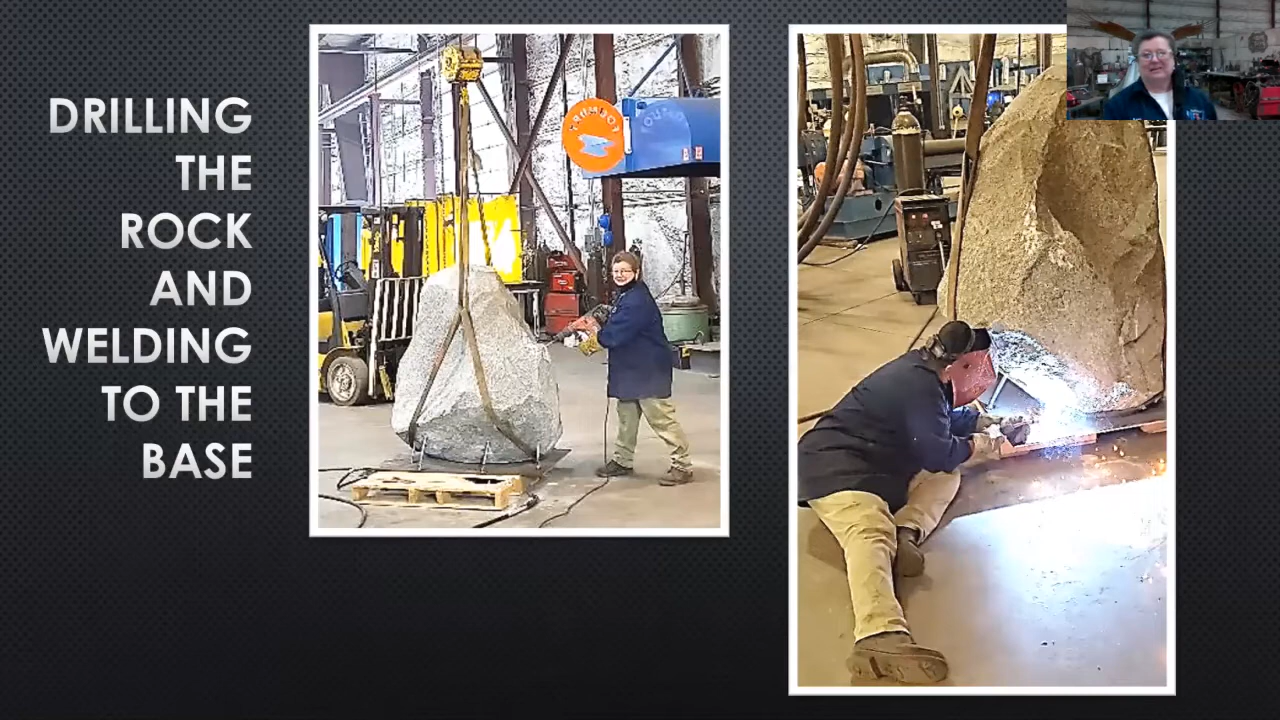 DRILLING
THE
ROCK
AND
WELDING
TO THE
BASE